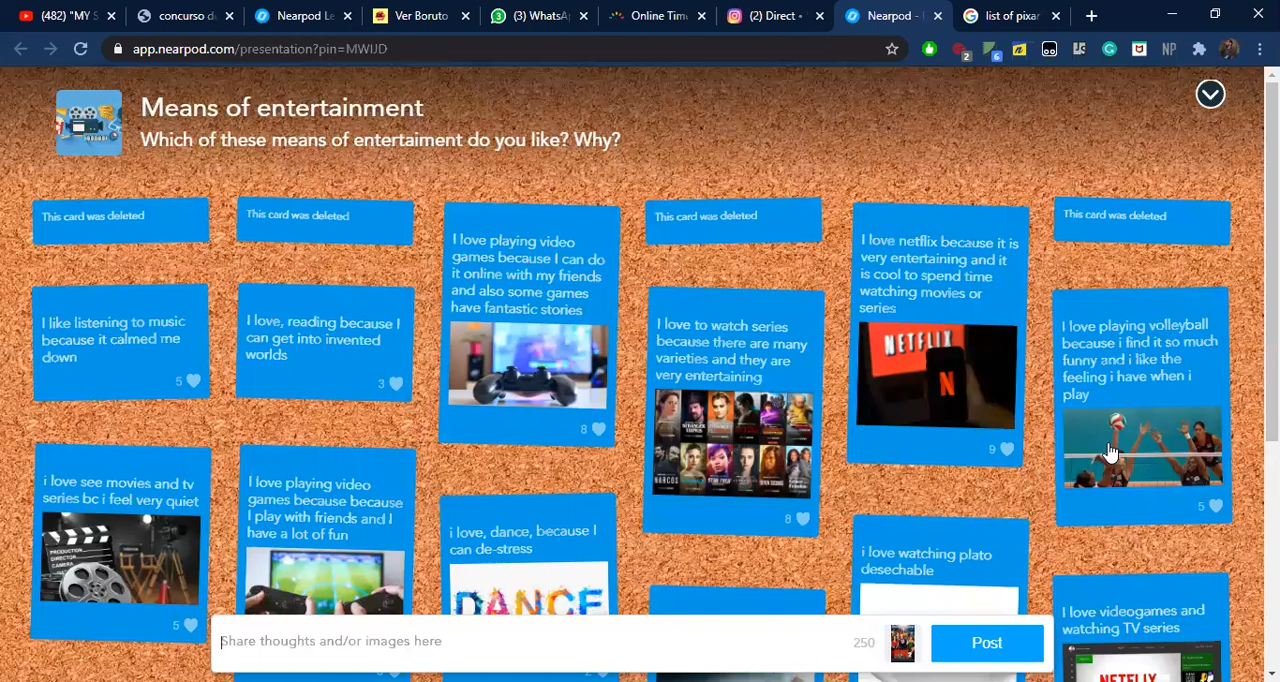 (482) "MY S
concurso d
Nearpod Le
Ver Boruto
(3) WhatsA
Online Tim
(2) Direct •
Nearpod -
list of pixar
app.nearpod.com/presentation?pin=MWIJD
2
6
NP
Means of entertainment
Which of these means of entertaiment do you like? Why?
This card was deleted
This card was deleted
This card was deleted
This card was deleted
I love playing video
games because I can do
it online with my friends
and also some games
have fantastic stories
8
I love netflix because it is
very entertaining and it
is cool to spend time
watching movies or
series
NETFLIX
N
9
I like listening to music
because it calmed me
down
5
I love, reading because I
can get into invented
worlds
3
I love to watch series
because there are many
varieties and they are
very entertaining
NARCOS
8
I love playing volleyball
because i find it so much
funny and i like the
feeling i have when i
play
5
i love see movies and tv
series bc i feel very quiet
PRODUCTION
DIRECTOR
CAMERA
5
I love playing video
games because because
I play with friends and I
have a lot of fun
i love, dance, because I
can de-stress
DANCE
i love watching plato
desechable
I love videogames and
watching TV series
NETFLIX
Share thoughts and/or images here
250
Post